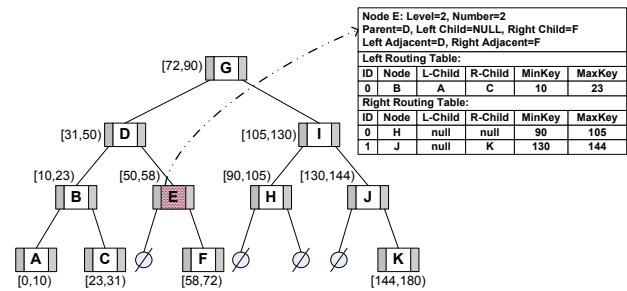 Node E: Level=2, Number=2
Parent=D, Left Child=NULL, Right Child=F
Left Adjacent=D, Right Adjacent=F
Left Routing Table:
ID Node L-Child R-Child MinKey MaxKey
0 B A C 10 23
Right Routing Table:
ID Node L-Child R-Child MinKey MaxKey
0 H null null 90 105
1 J null K 130 144
[72,90) G
[31,50) D [105,130) I
[10,23) [50,58) [90,105) [130,144)
B E H J
A C F K
[0,10) [23,31) [58,72) [144,180)